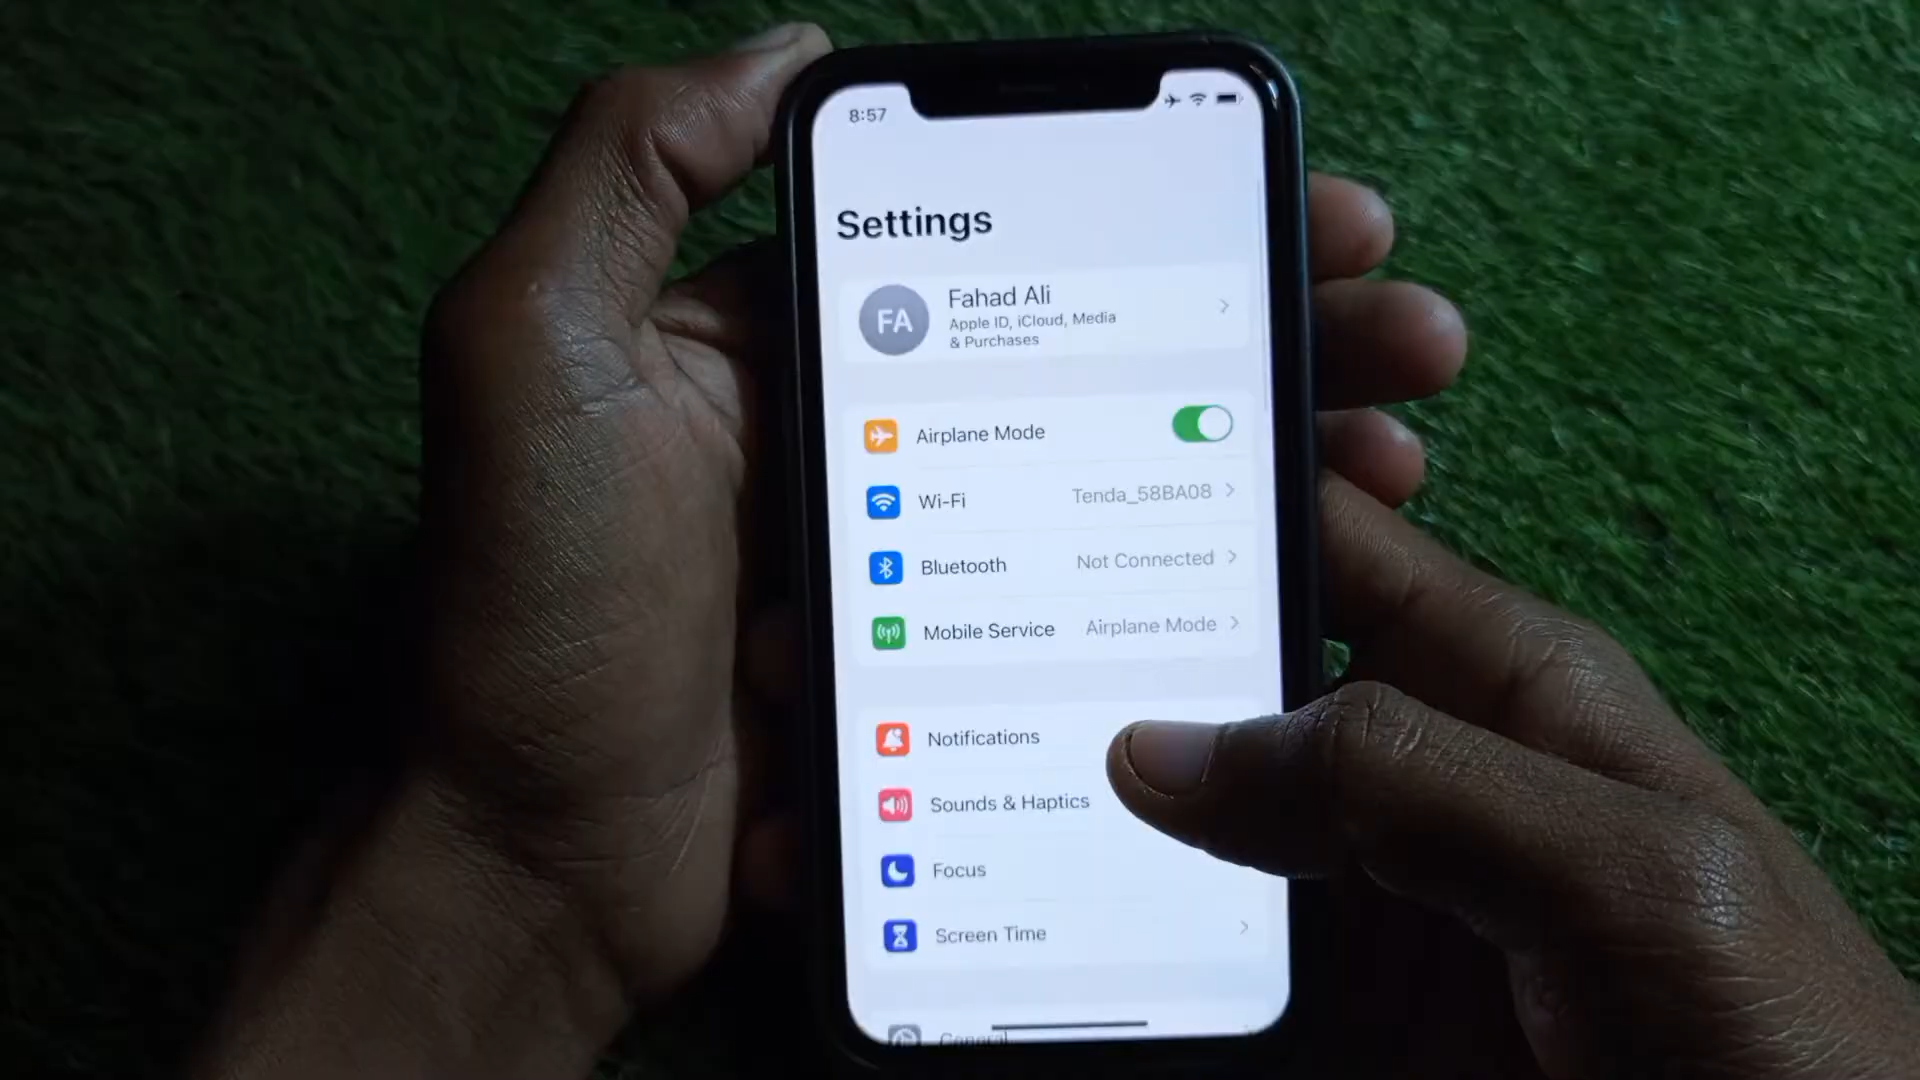 8:57
Settings
FA
Fahad Ali
Apple ID, iCloud, Media
& Purchases
Airplane Mode
Wi-Fi
Tenda_58BA08
Bluetooth
Not Connected
Mobile Service
Airplane Mode
Notifications
Sounds & Haptics
Focus
Screen Time
General